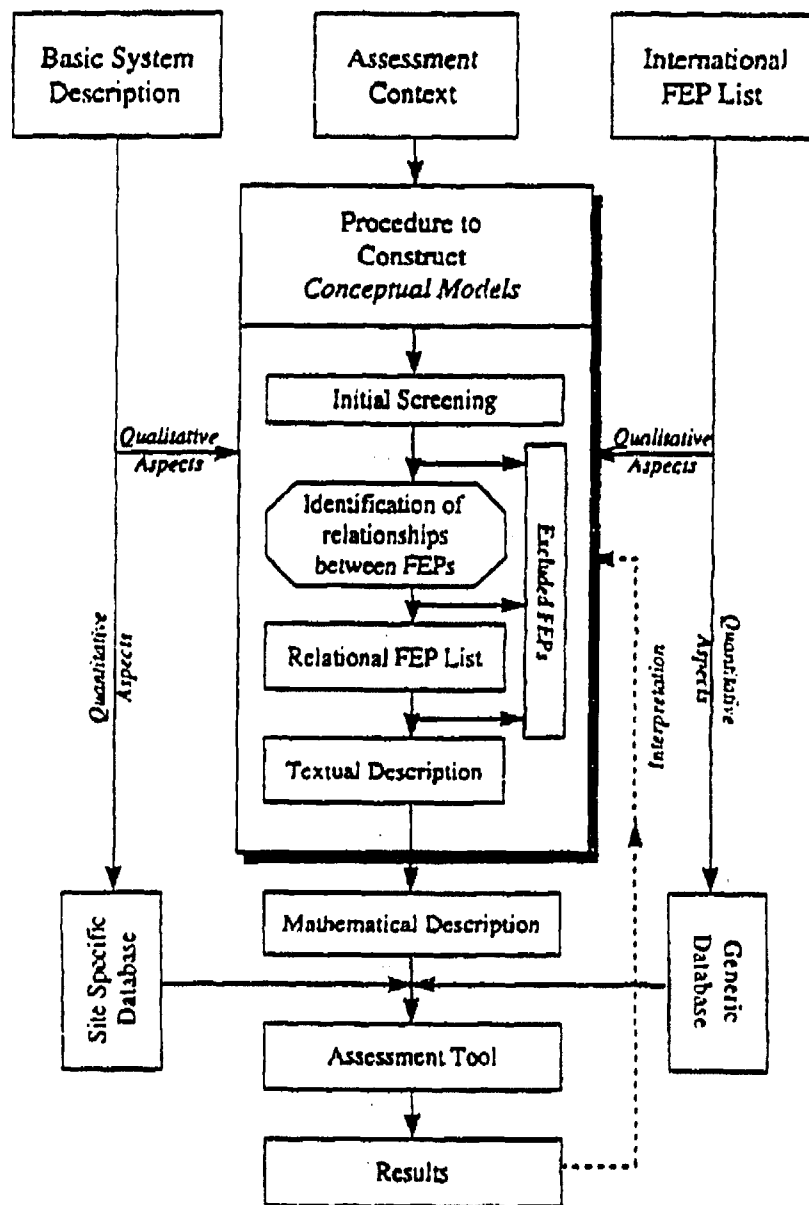 Basic System
Description
Assessment
Context
International
FEP List
Procedure to
Construct
Conceptual Models
Initial Screening
Qualitative
Aspects
Qualitative
Aspects
Identification of
relationships
between FEPs
Excluded FEPs
Relational FEP List
Textual Description
Quantitative
Aspects
Quantitative
Aspects
Interpretation
Mathematical Description
Site Specific
Database
Generic
Database
Assessment Tool
Results